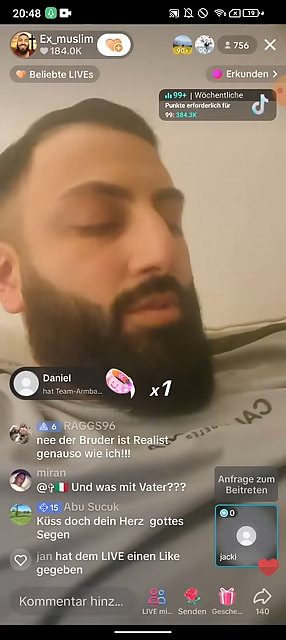 20:48
19+
Ex_muslim
184.0K
90+
756
Beliebte LIVEs
Erkunden
99+ | Wöchentliche
Punkte erforderlich für
99: 384.3K
Daniel
hat Team-Armba...
x1
6 RAGGS96
nee der Bruder ist Realist
genauso wie ich!!!
miran
@✞🇮🇹 Und was mit Vater???
15 Abu Sucuk
Küss doch dein Herz gottes
Segen
jan hat dem LIVE einen Like
gegeben
Anfrage zum
Beitreten
0
jacki
Kommentar hinz...
LIVE mi...
Senden
Gesche...
140